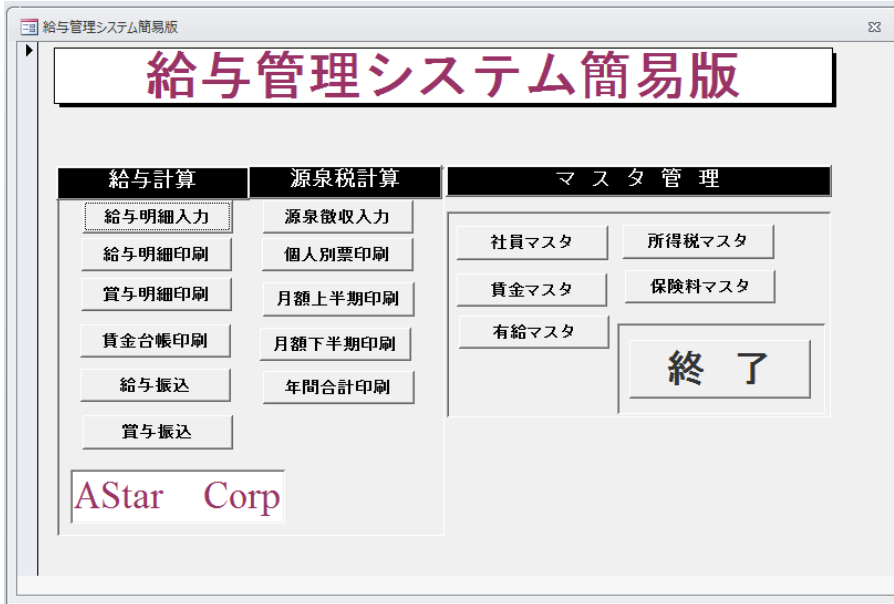 給与管理システム簡易版
給与管理システム簡易版
給与計算
給与明細入力
給与明細印刷
賞与明細印刷
賃金台帳印刷
給与振込
賞与振込
AStar Corp
源泉税計算
源泉徴収入力
個人別票印刷
月額上半期印刷
月額下半期印刷
年間合計印刷
マスタ管理
社員マスタ
賃金マスタ
有給マスタ
所得税マスタ
保険料マスタ
終了